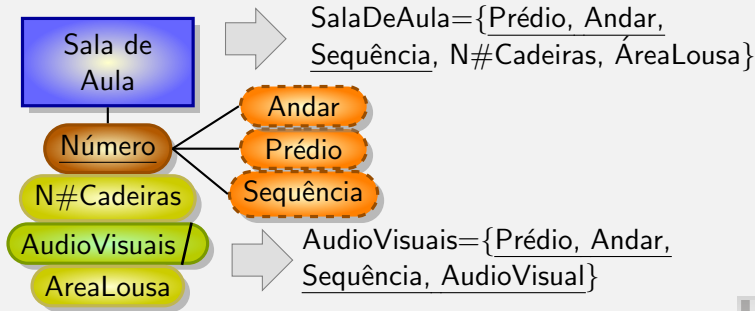 Sala de
Aula
Número
Andar
Prédio
Sequência
N#Cadeiras
AudioVisuais
AreaLousa
SalaDeAula={Prédio, Andar,
Sequência, N#Cadeiras, ÁreaLousa}
AudioVisuais={Prédio, Andar,
Sequência, AudioVisual}